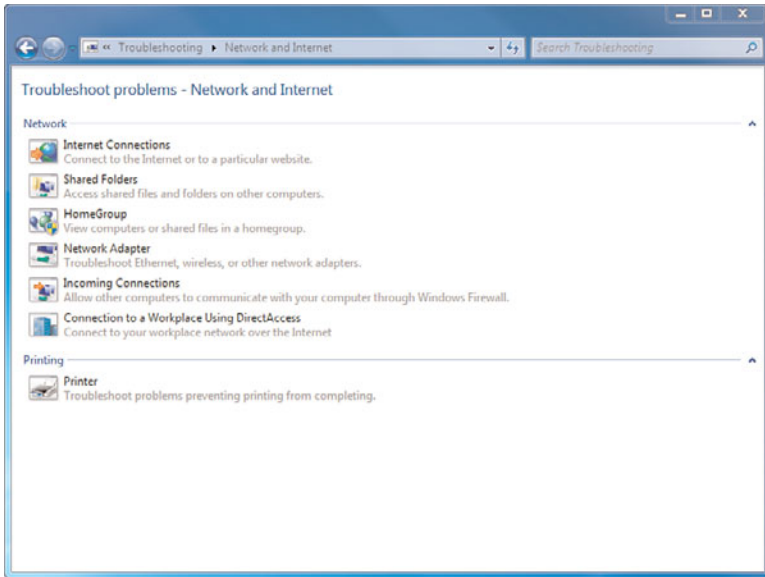 « Troubleshooting ▸ Network and Internet
Search Troubleshooting
Troubleshoot problems - Network and Internet
Network
Internet Connections
Connect to the Internet or to a particular website.
Shared Folders
Access shared files and folders on other computers.
HomeGroup
View computers or shared files in a homegroup.
Network Adapter
Troubleshoot Ethernet, wireless, or other network adapters.
Incoming Connections
Allow other computers to communicate with your computer through Windows Firewall.
Connection to a Workplace Using DirectAccess
Connect to your workplace network over the Internet
Printing
Printer
Troubleshoot problems preventing printing from completing.